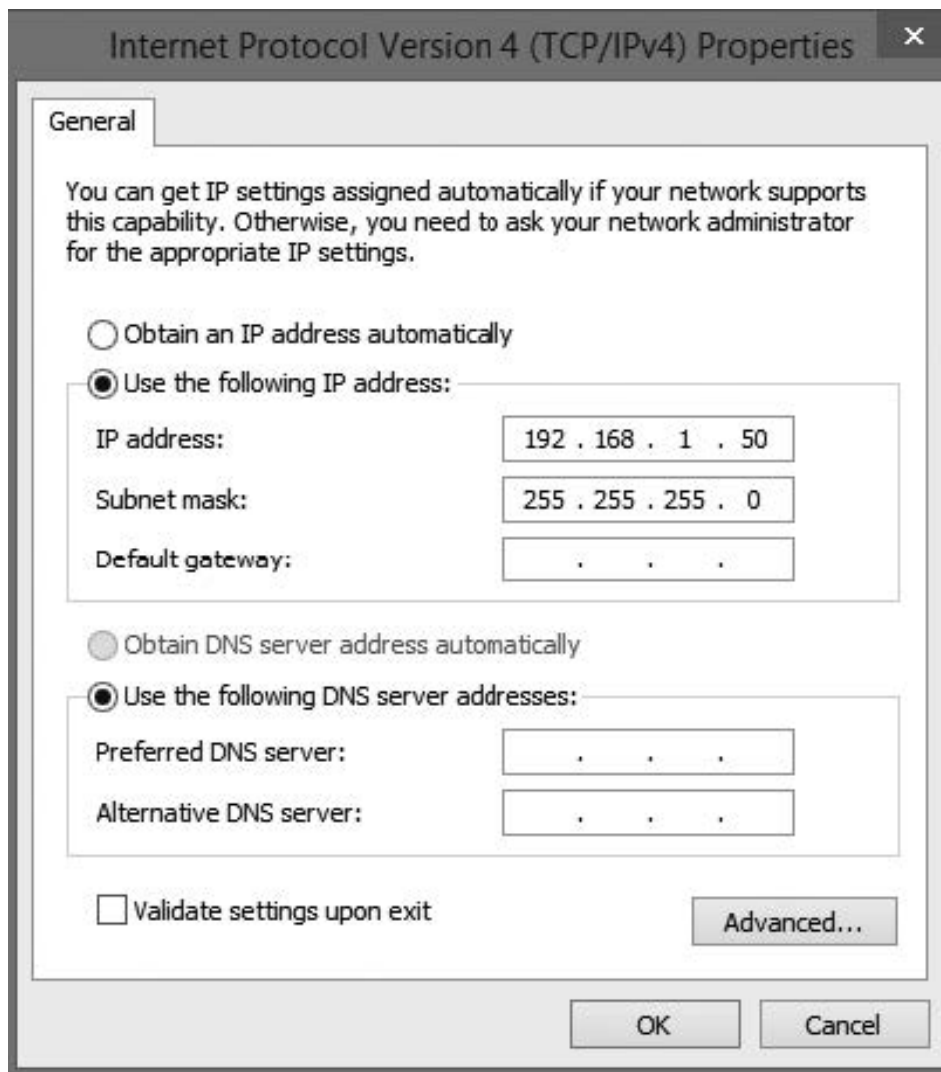 Internet Protocol Version 4 (TCP/IPv4) Properties
General
You can get IP settings assigned automatically if your network supports
this capability. Otherwise, you need to ask your network administrator
for the appropriate IP settings.
Obtain an IP address automatically
Use the following IP address:
IP address: 192 . 168 . 1 . 50
Subnet mask: 255 . 255 . 255 . 0
Default gateway: . . .
Obtain DNS server address automatically
Use the following DNS server addresses:
Preferred DNS server: . . .
Alternative DNS server: . . .
Validate settings upon exit
Advanced...
OK Cancel